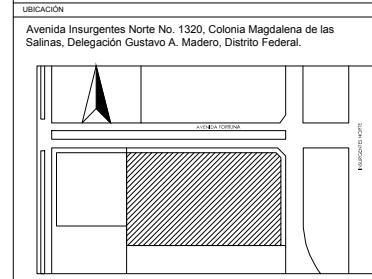 UBICACIÓN
Avenida Insurgentes Norte No. 1320, Colonia Magdalena de las
Salinas, Delegación Gustavo A. Madero, Distrito Federal.
AVENIDA FORTUNA
INSURGENTES NORTE